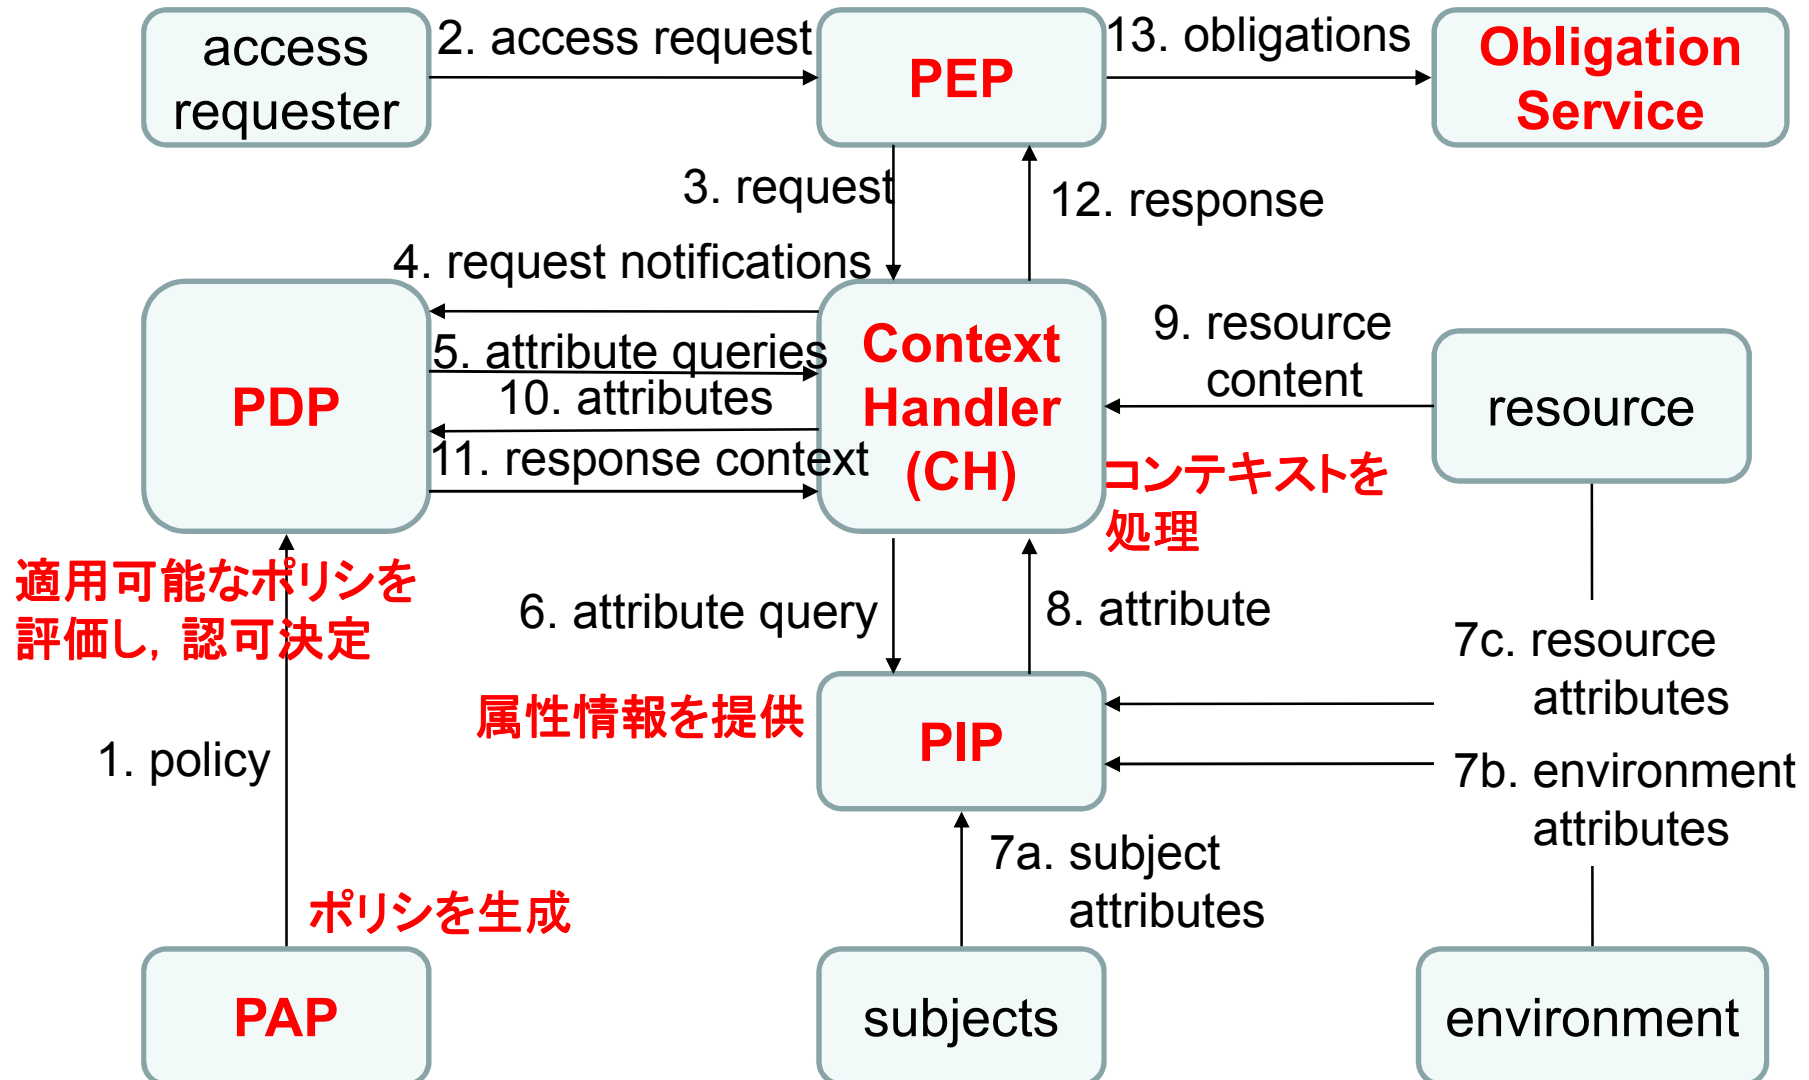 access
requester
2. access request
PEP
13. obligations
Obligation
Service
3. request
12. response
4. request notifications
5. attribute queries
10. attributes
11. response context
PDP
Context
Handler
(CH)
9. resource
content
resource
コンテキストを
処理
適用可能なポリシを
評価し，認可決定
6. attribute query
8. attribute
7c. resource
attributes
属性情報を提供
PIP
1. policy
7b. environment
attributes
7a. subject
attributes
ポリシを生成
PAP
subjects
environment